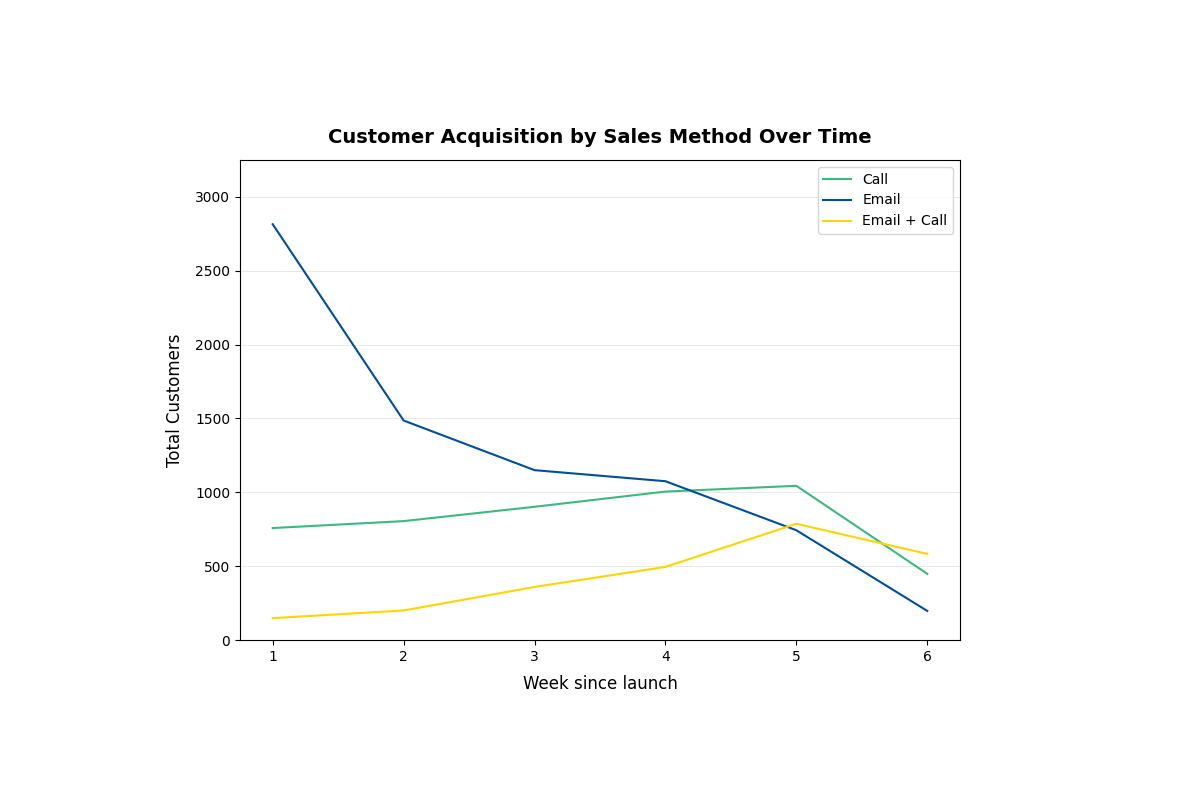 Customer Acquisition by Sales Method Over Time
Call
Email
Email + Call
3000
2500
2000
1500
1000
500
0
Total Customers
1 2 3 4 5 6
Week since launch